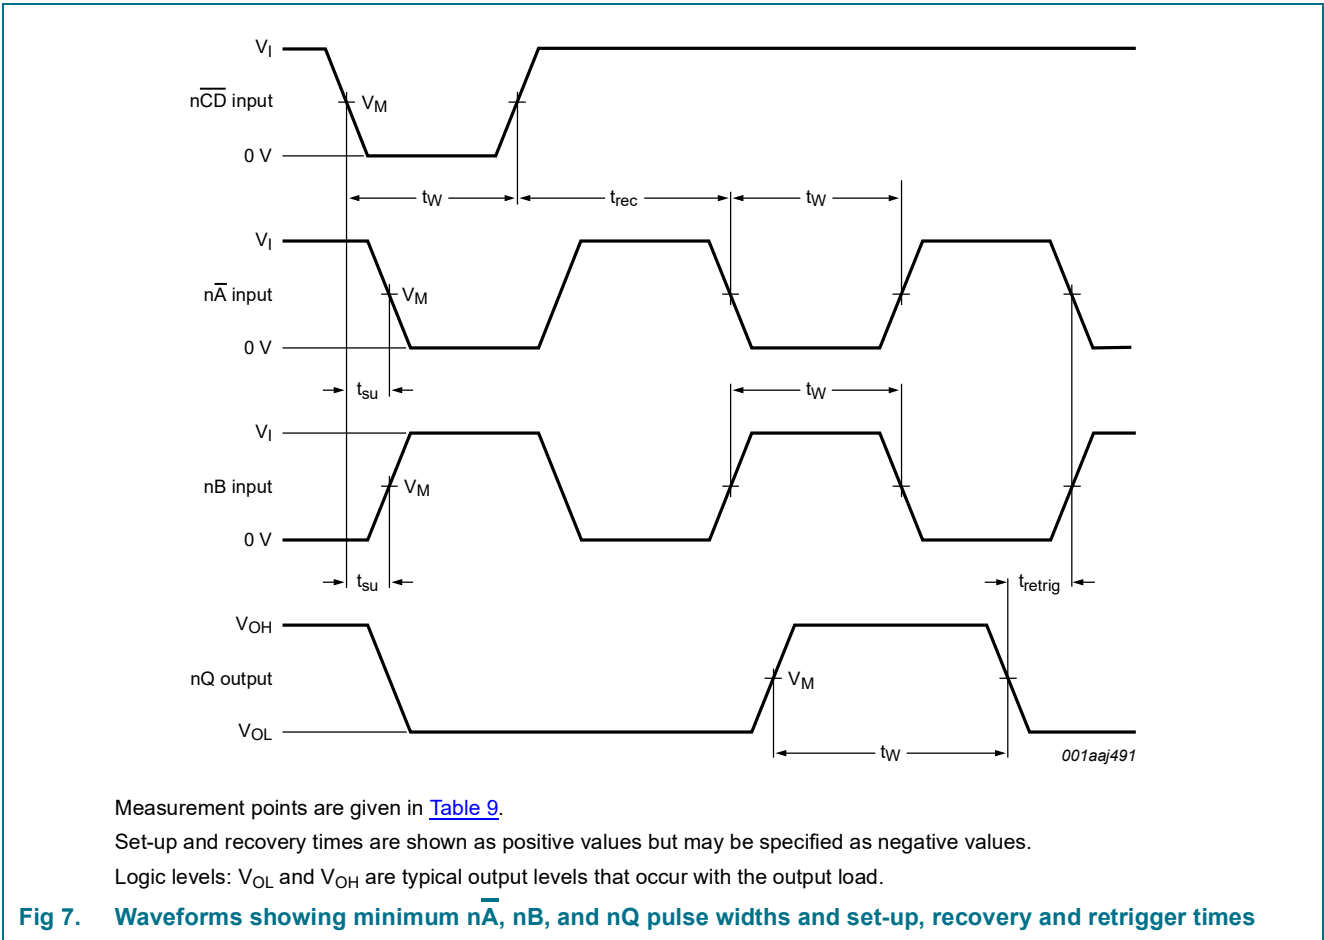 VI
nC̅D̅ input
VM
0 V
tW
trec
tW
VI
nA̅ input
VM
0 V
tsu
tW
VI
nB input
VM
0 V
tsu
tretrig
VOH
nQ output
VM
VOL
tW
001aaj491
Measurement points are given in Table 9.
Set-up and recovery times are shown as positive values but may be specified as negative values.
Logic levels: VOL and VOH are typical output levels that occur with the output load.
Fig 7. Waveforms showing minimum nA̅, nB, and nQ pulse widths and set-up, recovery and retrigger times